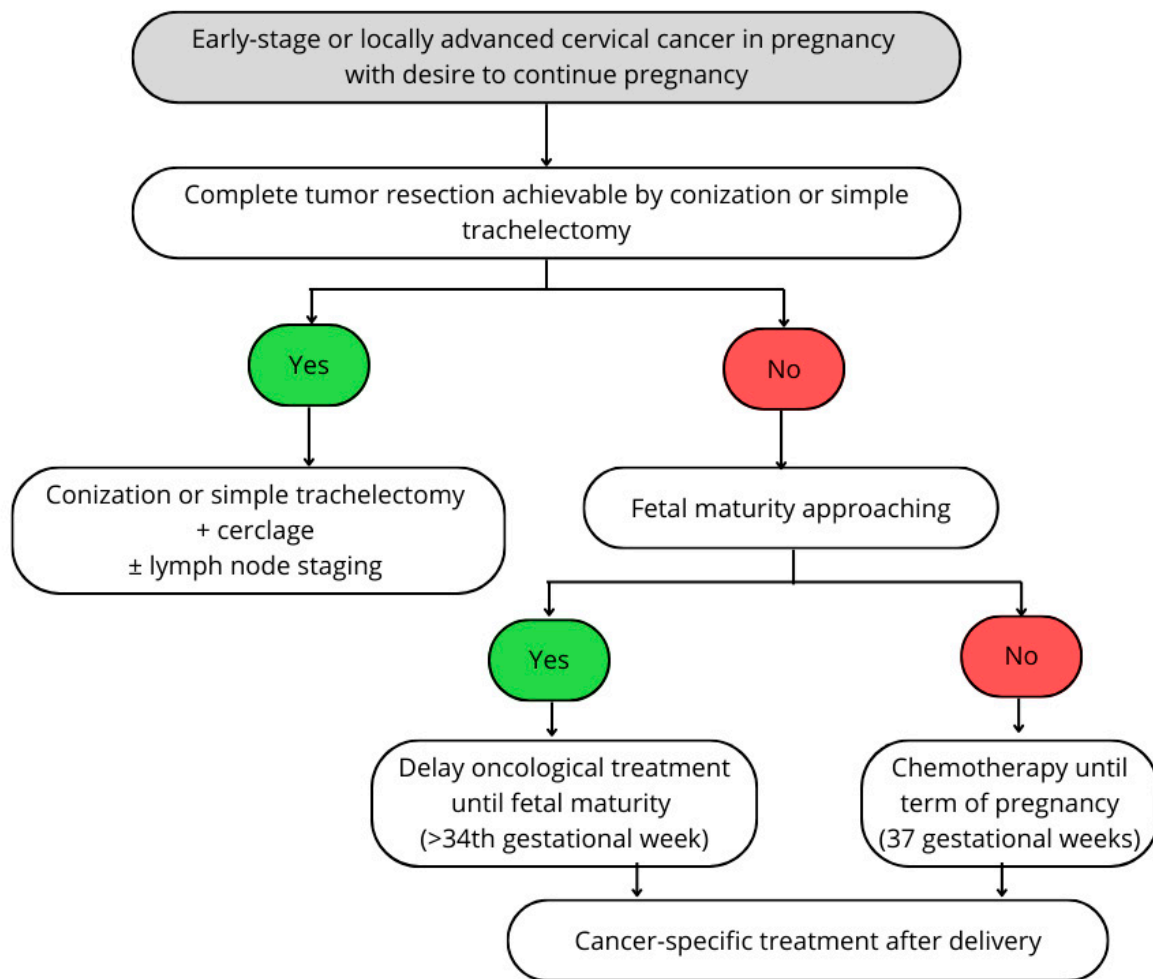 Early-stage or locally advanced cervical cancer in pregnancy
with desire to continue pregnancy
Complete tumor resection achievable by conization or simple
trachelectomy
Yes
No
Conization or simple trachelectomy
+ cerclage
± lymph node staging
Fetal maturity approaching
Yes
No
Delay oncological treatment
until fetal maturity
(>34th gestational week)
Chemotherapy until
term of pregnancy
(37 gestational weeks)
Cancer-specific treatment after delivery